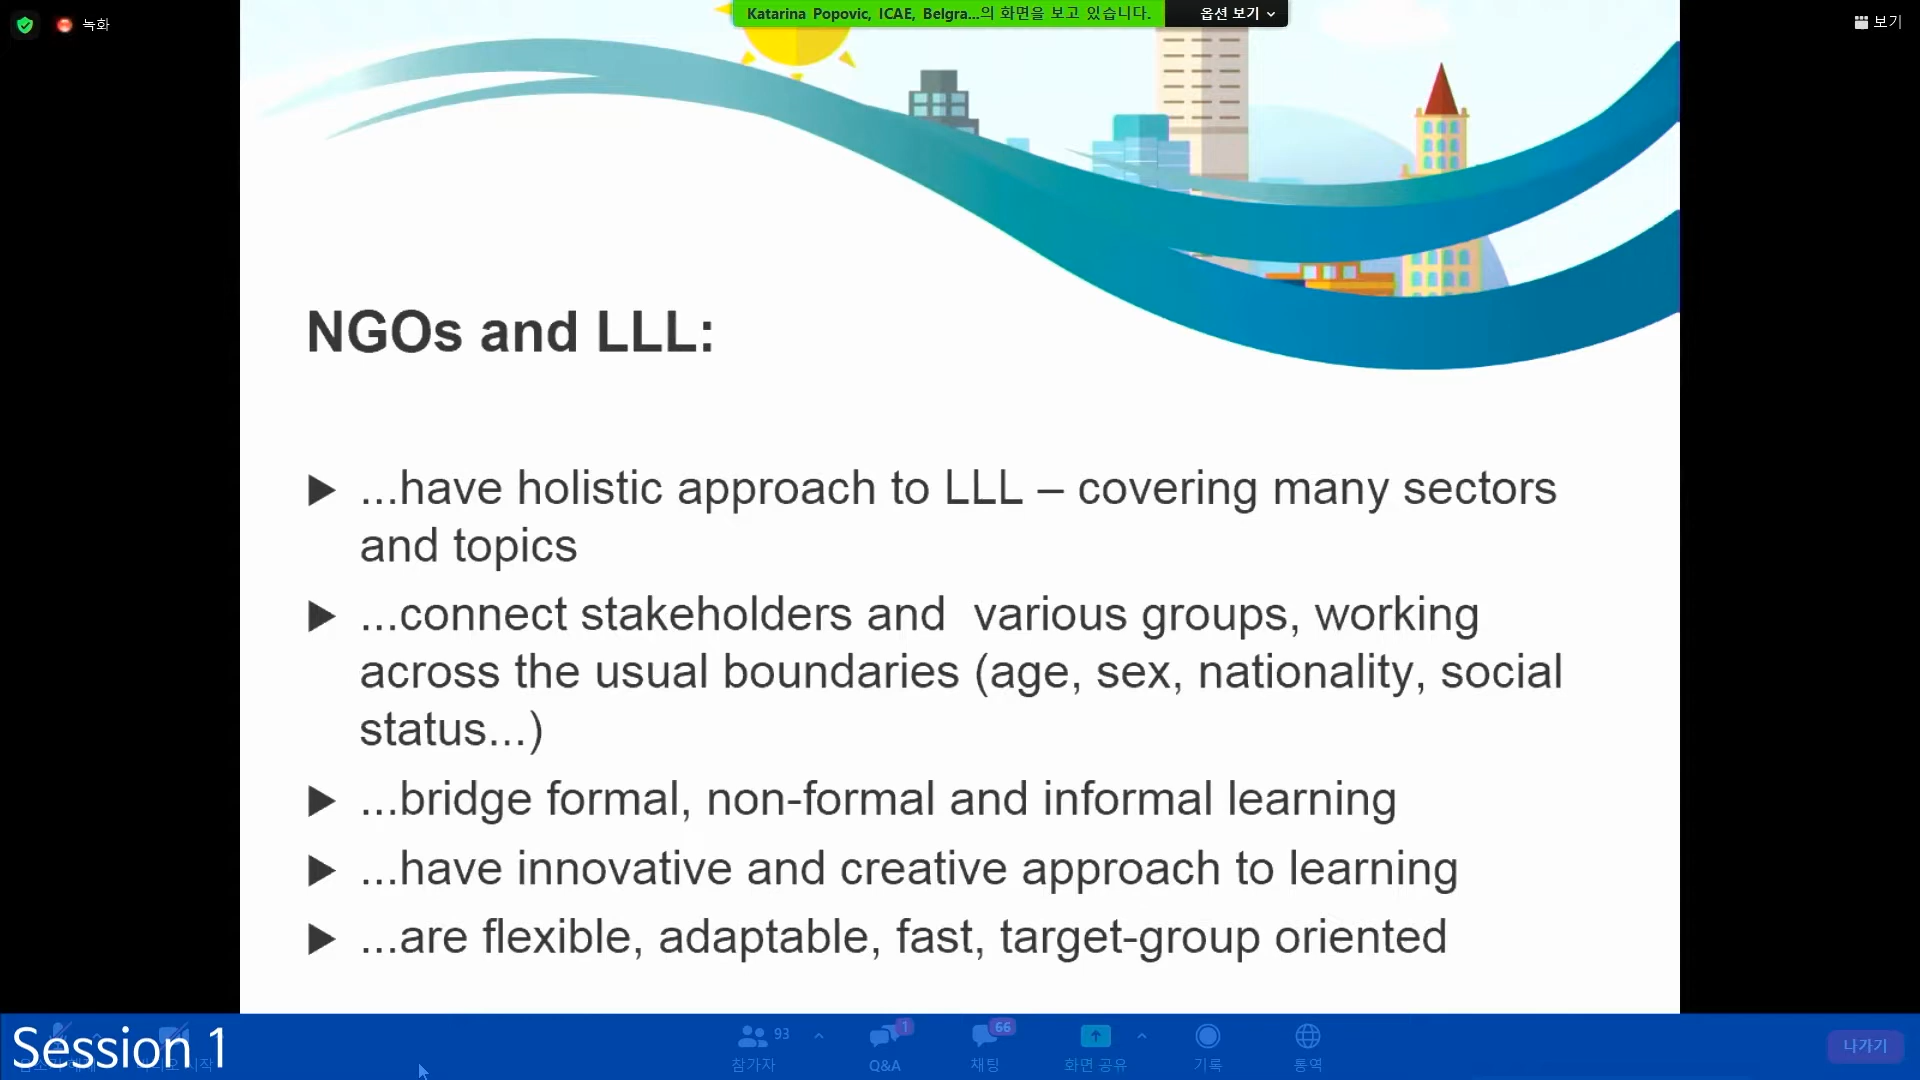 녹화
Katarina Popovic, ICAE, Belgra...의 화면을 보고 있습니다.
옵션 보기
보기
NGOs and LLL:
...have holistic approach to LLL – covering many sectors
and topics
...connect stakeholders and  various groups, working
across the usual boundaries (age, sex, nationality, social
status...)
...bridge formal, non-formal and informal learning
...have innovative and creative approach to learning
...are flexible, adaptable, fast, target-group oriented
Session 1
93
참가자
1
Q&A
66
채팅
화면 공유
기록
통역
나가기